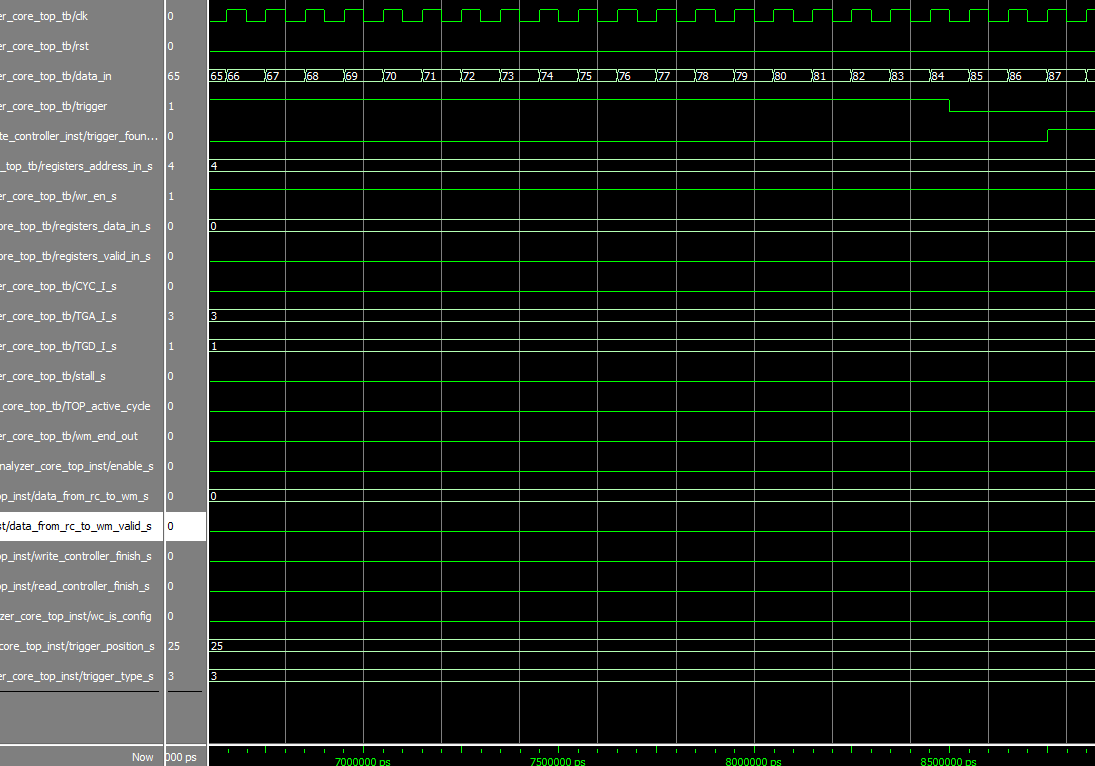 er_core_top_tb/clk 0
er_core_top_tb/rst 0
er_core_top_tb/data_in 65 65 66 67 68 69 70 71 72 73 74 75 76 77 78 79 80 81 82 83 84 85 86 87
er_core_top_tb/trigger 1
te_controller_inst/trigger_foun... 0
_top_tb/registers_address_in_s 4 4
er_core_top_tb/wr_en_s 1
ore_top_tb/registers_data_in_s 0 0
ore_top_tb/registers_valid_in_s 0
er_core_top_tb/CYC_I_s 0
er_core_top_tb/TGA_I_s 3 3
er_core_top_tb/TGD_I_s 1 1
er_core_top_tb/stall_s 0
_core_top_tb/TOP_active_cycle 0
er_core_top_tb/wm_end_out 0
nalyzer_core_top_inst/enable_s 0
op_inst/data_from_rc_to_wm_s 0 0
st/data_from_rc_to_wm_valid_s 0
op_inst/write_controller_finish_s 0
op_inst/read_controller_finish_s 0
zer_core_top_inst/wc_is_config 0
core_top_inst/trigger_position_s 25 25
er_core_top_inst/trigger_type_s 3 3
Now 000 ps 7000000 ps 7500000 ps 8000000 ps 8500000 ps